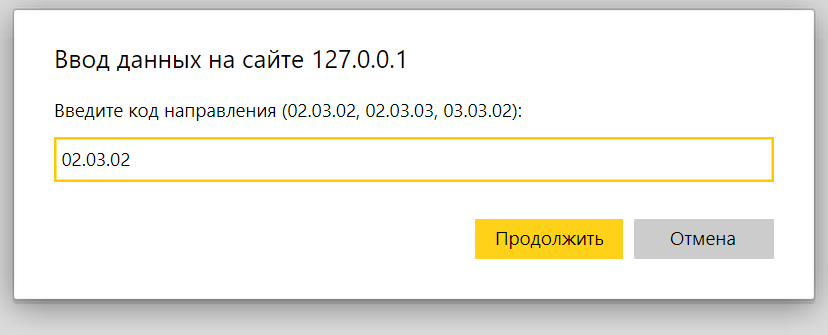 Ввод данных на сайте 127.0.0.1
Введите код направления (02.03.02, 02.03.03, 03.03.02):
02.03.02
Продолжить Отмена